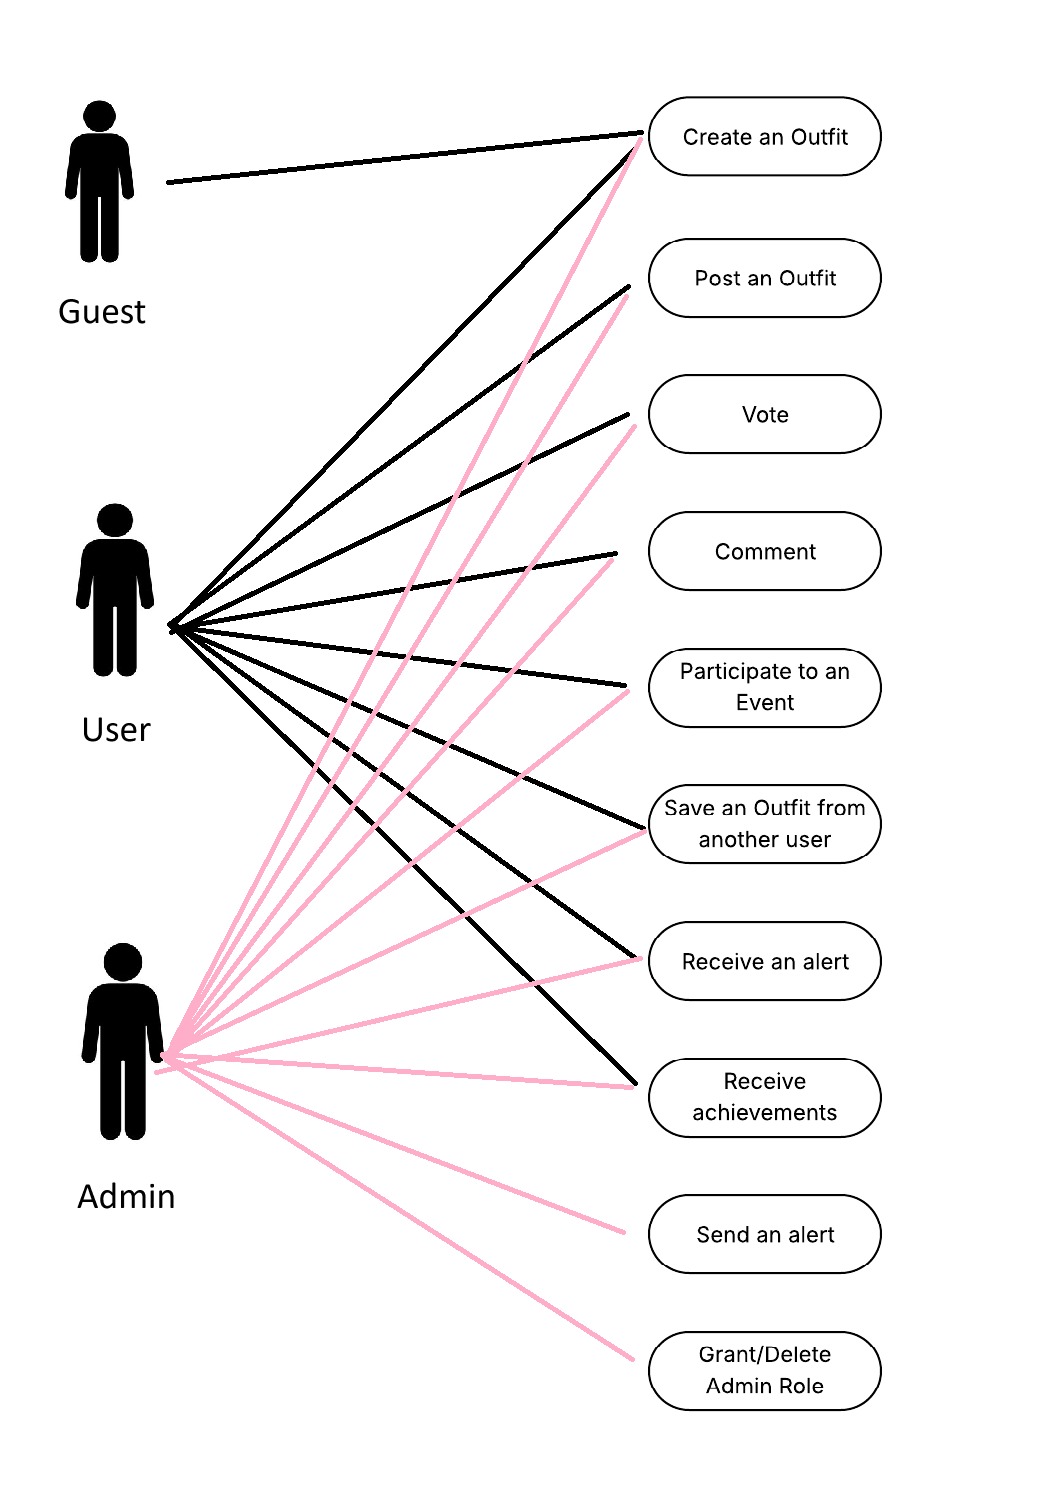 Guest
User
Admin
Create an Outfit
Post an Outfit
Vote
Comment
Participate to an
Event
Save an Outfit from
another user
Receive an alert
Receive
achievements
Send an alert
Grant/Delete
Admin Role